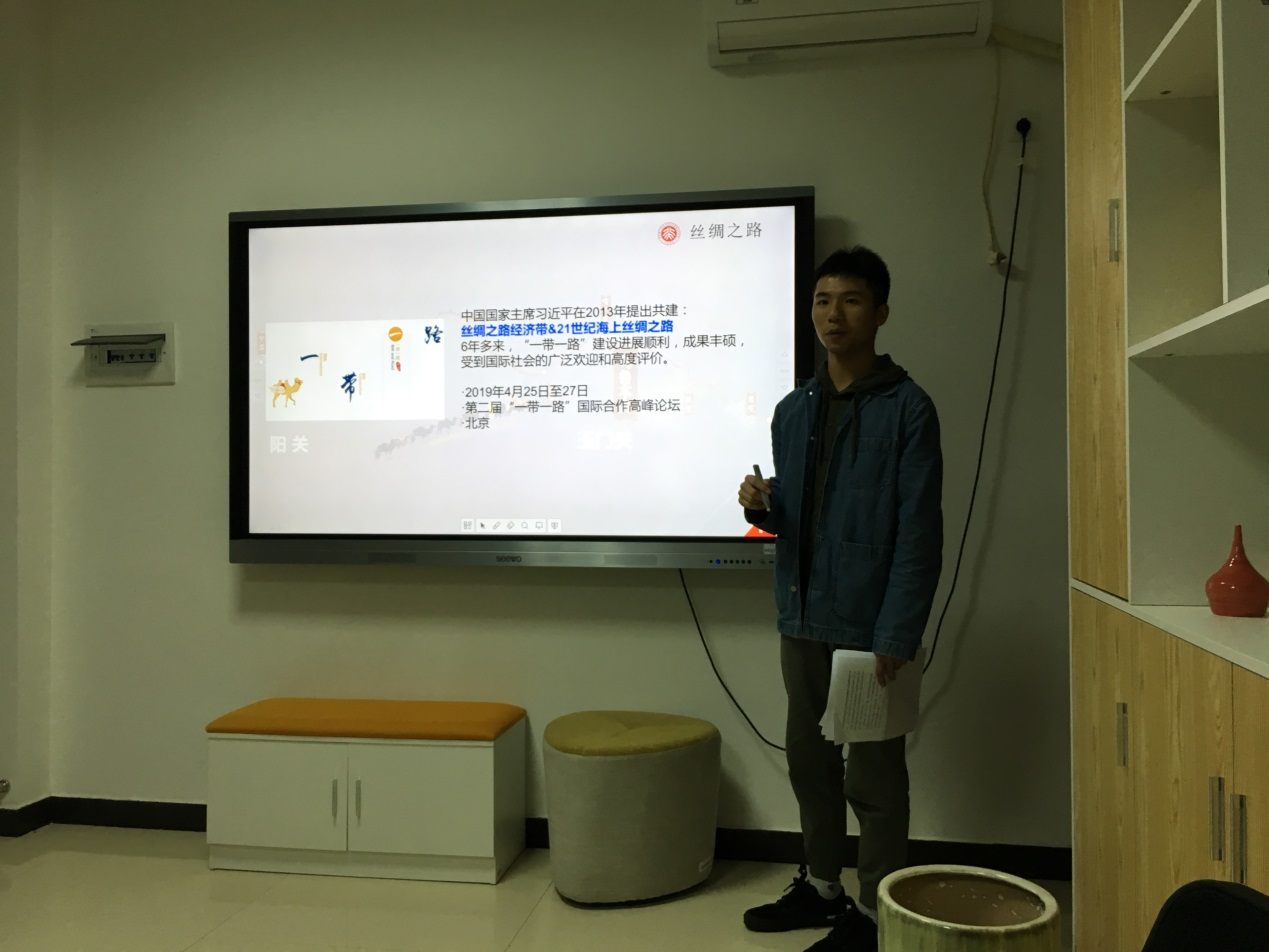 丝绸之路
中国国家主席习近平在2013年提出共建：
丝绸之路经济带&21世纪海上丝绸之路
6年多来，“一带一路”建设进展顺利，成果丰硕，
受到国际社会的广泛欢迎和高度评价。
·2019年4月25日至27日
·第二届“一带一路”国际合作高峰论坛
·北京
一 带 一 路
阳关
seewo